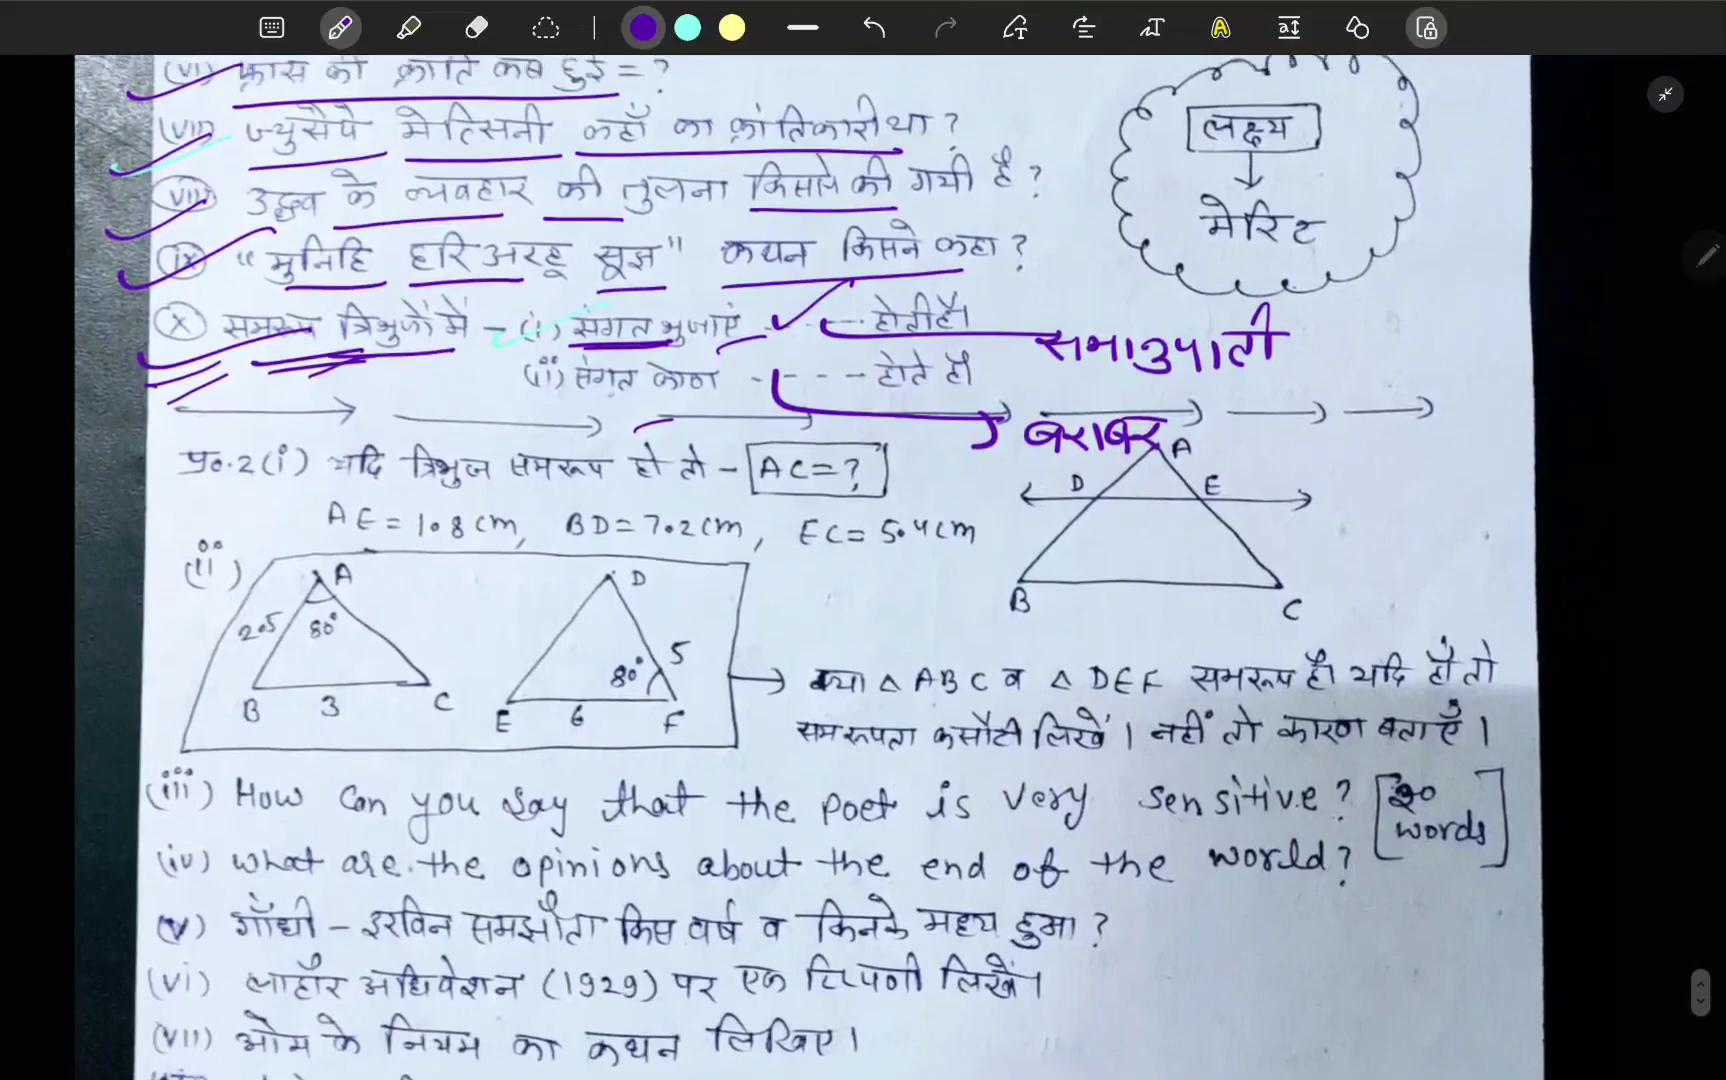 (vi) फ्रांस की क्रांति कब हुई = ?
(vii) ज्युसेपे मेत्सिनी कहाँ का क्रांतिकारी था ?
(viii) उद्धव के व्यवहार की तुलना किससे की गयी है ?
(ix) "मुनिहि हरिअरइ सूझ" कथन किसने कहा ?
(x) समरूप त्रिभुजों में - (i) संगत भुजाएं ---- होती है।
समानुपाती
(ii) संगत कोण ---- होते है।
बराबर
लक्ष्य
मेरिट
प्र०.2(i) यदि त्रिभुज समरूप हो तो - AC = ?
AE = 1.8 cm, BD = 7.2 cm, EC = 5.4 cm
A
D E
B C
(ii)
A D
2.5 80° 5
80°
B 3 C E 6 F
क्या △ ABC व △ DEF समरूप है। यदि हाँ तो
समरूपता कसौटी लिखें। नहीं तो कारण बताएँ।
(iii) How can you say that the poet is very sensitive? [30 words]
(iv) what are the opinions about the end of the world?
(v) गाँधी - इरविन समझौता किस वर्ष व किनके मध्य हुआ ?
(vi) लाहौर अधिवेशन (1929) पर एक टिप्पणी लिखें।
(vii) ओम के नियम का कथन लिखिए।